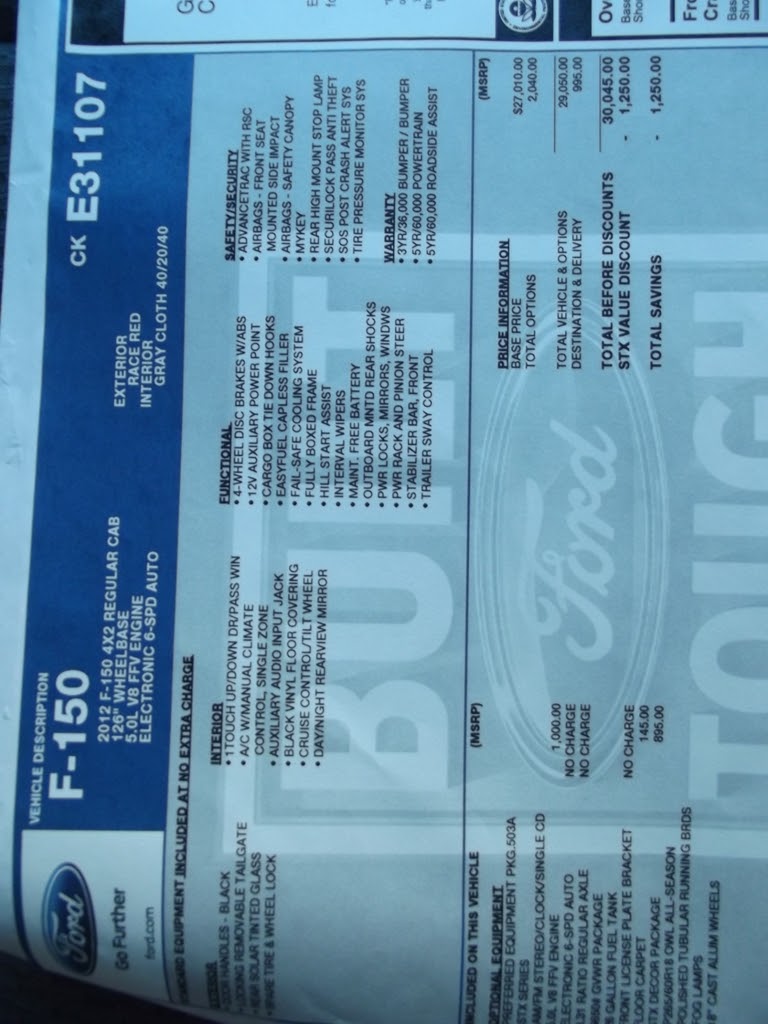 VEHICLE DESCRIPTION
F-150
2012 F-150 4X2 REGULAR CAB
126" WHEELBASE
5.0L V8 FFV ENGINE
ELECTRONIC 6-SPD AUTO
EXTERIOR
RACE RED
INTERIOR
GRAY CLOTH 40/20/40
CK E31107
Ford
Go Further
ford.com
EQUIPMENT INCLUDED AT NO EXTRA CHARGE
HANDLES - BLACK
REMOVABLE TAILGATE
SOLAR TINTED GLASS
TIRE & WHEEL LOCK
INTERIOR
• 1TOUCH UP/DOWN DR/PASS WIN
• A/C W/MANUAL CLIMATE
CONTROL, SINGLE ZONE
• AUXILIARY AUDIO INPUT JACK
• BLACK VINYL FLOOR COVERING
• CRUISE CONTROL/TILT WHEEL
• DAY/NIGHT REARVIEW MIRROR
FUNCTIONAL
• 4-WHEEL DISC BRAKES W/ABS
• 12V AUXILIARY POWER POINT
• CARGO BOX TIE DOWN HOOKS
• EASYFUEL CAPLESS FILLER
• FAIL-SAFE COOLING SYSTEM
• FULLY BOXED FRAME
• HILL START ASSIST
• INTERVAL WIPERS
• MAINT. FREE BATTERY
• OUTBOARD MNTD REAR SHOCKS
• PWR LOCKS, MIRRORS, WINDWS
• PWR RACK AND PINION STEER
• STABILIZER BAR, FRONT
• TRAILER SWAY CONTROL
SAFETY/SECURITY
• ADVANCETRAC WITH RSC
• AIRBAGS - FRONT SEAT
MOUNTED SIDE IMPACT
• AIRBAGS - SAFETY CANOPY
• MYKEY
• REAR HIGH MOUNT STOP LAMP
• SECURILOCK PASS ANTI THEFT
• SOS POST CRASH ALERT SYS
• TIRE PRESSURE MONITOR SYS
WARRANTY
• 3YR/36,000 BUMPER / BUMPER
• 5YR/60,000 POWERTRAIN
• 5YR/60,000 ROADSIDE ASSIST
INCLUDED ON THIS VEHICLE (MSRP)
OPTIONAL EQUIPMENT
PREFERRED EQUIPMENT PKG.503A
STX SERIES
AM/FM STEREO/CLOCK/SINGLE CD
V8 FFV ENGINE 1,000.00
ELECTRONIC 6-SPD AUTO NO CHARGE
RATIO REGULAR AXLE NO CHARGE
GVWR PACKAGE
GALLON FUEL TANK
FRONT LICENSE PLATE BRACKET NO CHARGE
FLOOR CARPET 145.00
STX DECOR PACKAGE 895.00
OWL ALL-SEASON
POLISHED TUBULAR RUNNING BRDS
FOG LAMPS
CAST ALUM WHEELS
PRICE INFORMATION (MSRP)
BASE PRICE $27,010.00
TOTAL OPTIONS 2,040.00
TOTAL VEHICLE & OPTIONS 29,050.00
DESTINATION & DELIVERY 995.00
TOTAL BEFORE DISCOUNTS 30,045.00
STX VALUE DISCOUNT - 1,250.00
TOTAL SAVINGS - 1,250.00
BUILT
Ford
TOUGH